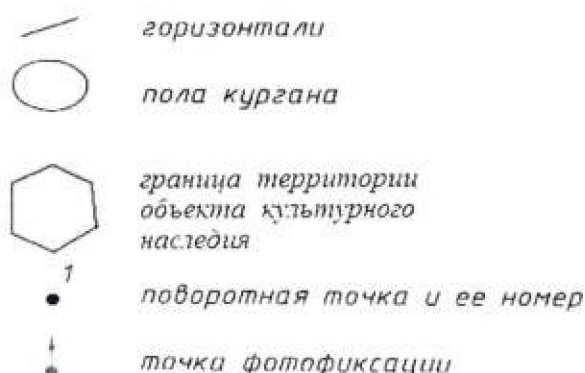 горизонтали
пола кургана
граница территории
объекта культурного
наследия
1
поворотная точка и ее номер
точка фотофиксации